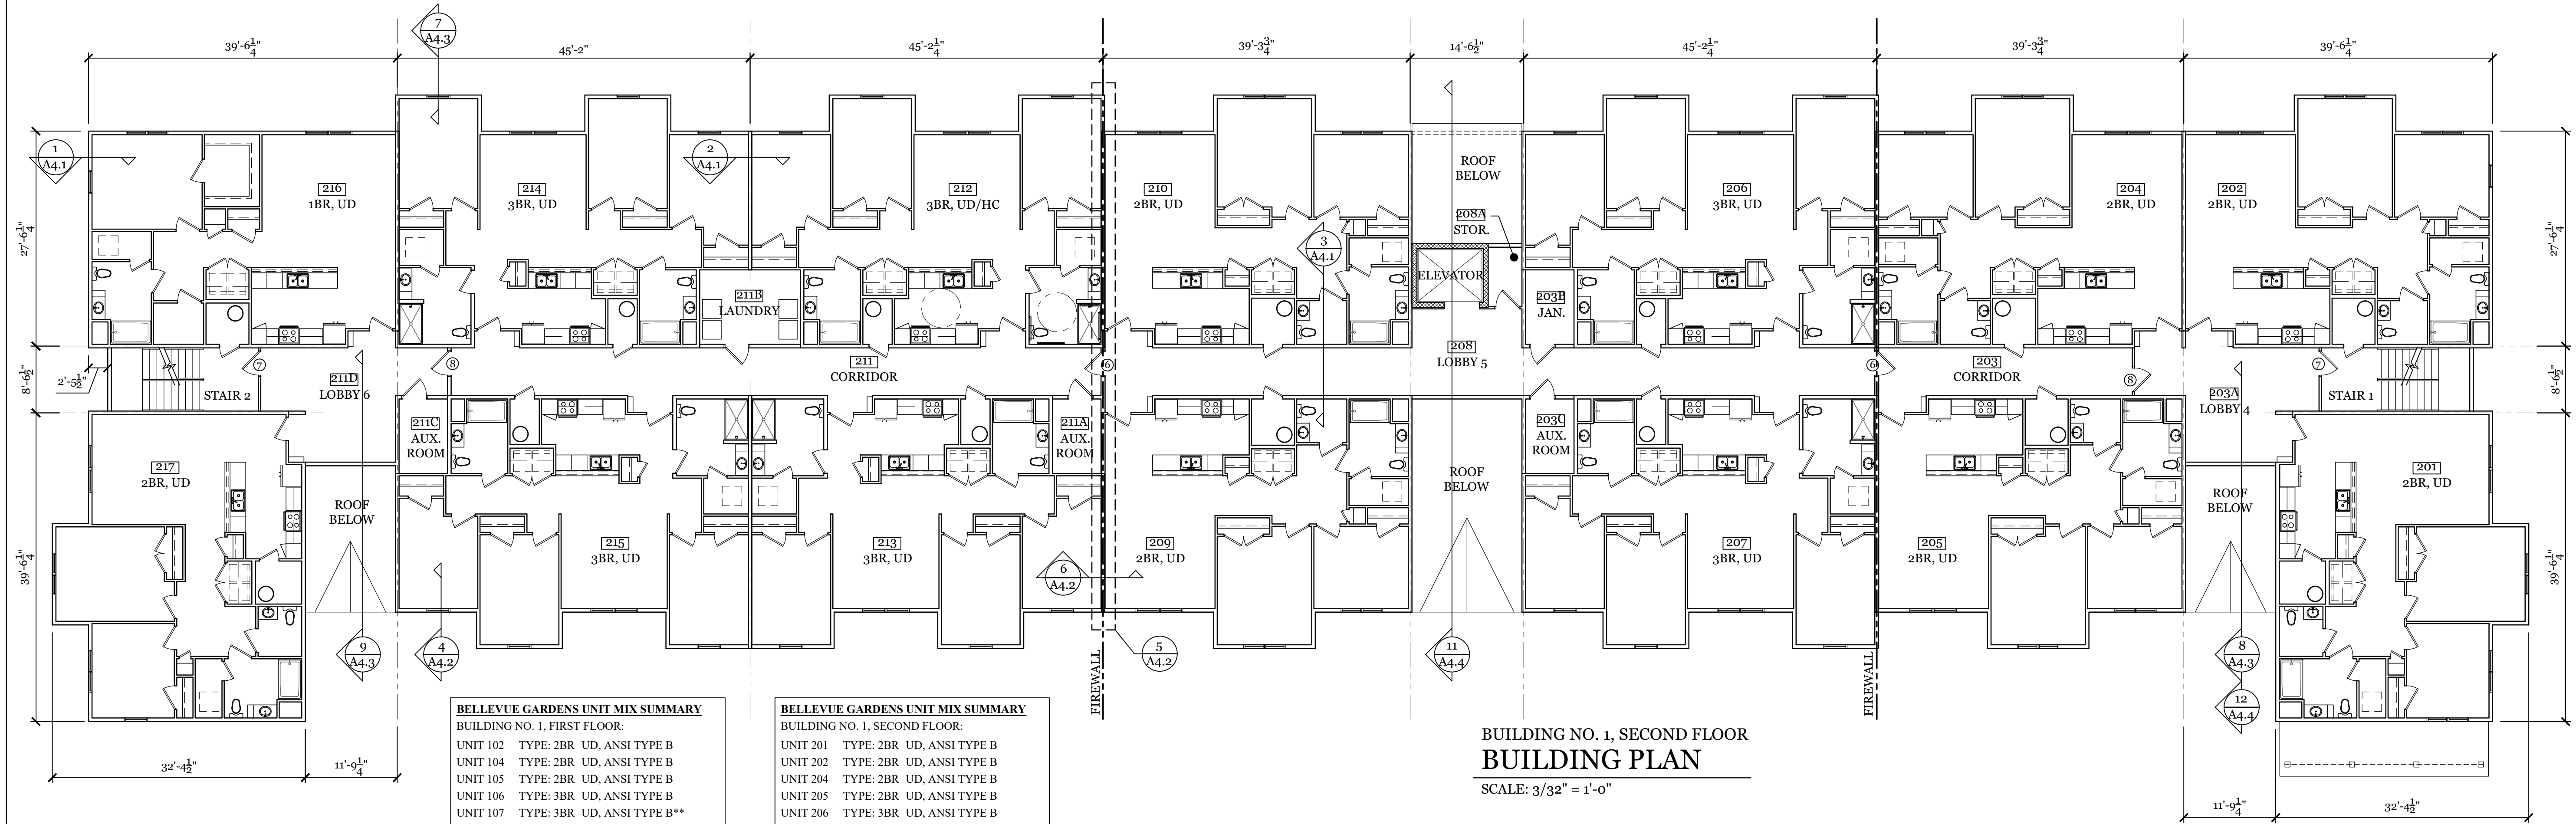 7
A4.3
39'-6 1/4"
45'-2"
45'-2 1/4"
39'-3 3/4"
14'-6 1/2"
45'-2 1/4"
39'-3 3/4"
39'-6 1/4"
1
A4.1
2
A4.1
216
1BR, UD
214
3BR, UD
212
3BR, UD/HC
210
2BR, UD
ROOF
BELOW
206
3BR, UD
204
2BR, UD
202
2BR, UD
208A
STOR.
3
A4.1
27'-6 1/4"
27'-6 1/4"
ELEVATOR
211B
LAUNDRY
203B
JAN.
8'-6 1/2"
2'-5 1/2"
STAIR 2
7
211D
LOBBY 6
8
211
CORRIDOR
6
208
LOBBY 5
6
203
CORRIDOR
8
203A
LOBBY 4
7
STAIR 1
8'-6 1/2"
211C
AUX.
ROOM
211A
AUX.
ROOM
203C
AUX.
ROOM
217
2BR, UD
ROOF
BELOW
ROOF
BELOW
ROOF
BELOW
201
2BR, UD
215
3BR, UD
213
3BR, UD
209
2BR, UD
207
3BR, UD
205
2BR, UD
39'-6 1/4"
39'-6 1/4"
6
A4.2
9
A4.3
4
A4.2
5
A4.2
11
A4.4
8
A4.3
12
A4.4
FIREWALL
FIREWALL
32'-4 1/2"
11'-9 1/4"
11'-9 1/4"
32'-4 1/2"
BELLEVUE GARDENS UNIT MIX SUMMARY
BUILDING NO. 1, FIRST FLOOR:
UNIT 102 TYPE: 2BR UD, ANSI TYPE B
UNIT 104 TYPE: 2BR UD, ANSI TYPE B
UNIT 105 TYPE: 2BR UD, ANSI TYPE B
UNIT 106 TYPE: 3BR UD, ANSI TYPE B
UNIT 107 TYPE: 3BR UD, ANSI TYPE B**
BELLEVUE GARDENS UNIT MIX SUMMARY
BUILDING NO. 1, SECOND FLOOR:
UNIT 201 TYPE: 2BR UD, ANSI TYPE B
UNIT 202 TYPE: 2BR UD, ANSI TYPE B
UNIT 204 TYPE: 2BR UD, ANSI TYPE B
UNIT 205 TYPE: 2BR UD, ANSI TYPE B
UNIT 206 TYPE: 3BR UD, ANSI TYPE B
BUILDING NO. 1, SECOND FLOOR
BUILDING PLAN
SCALE: 3/32" = 1'-0"